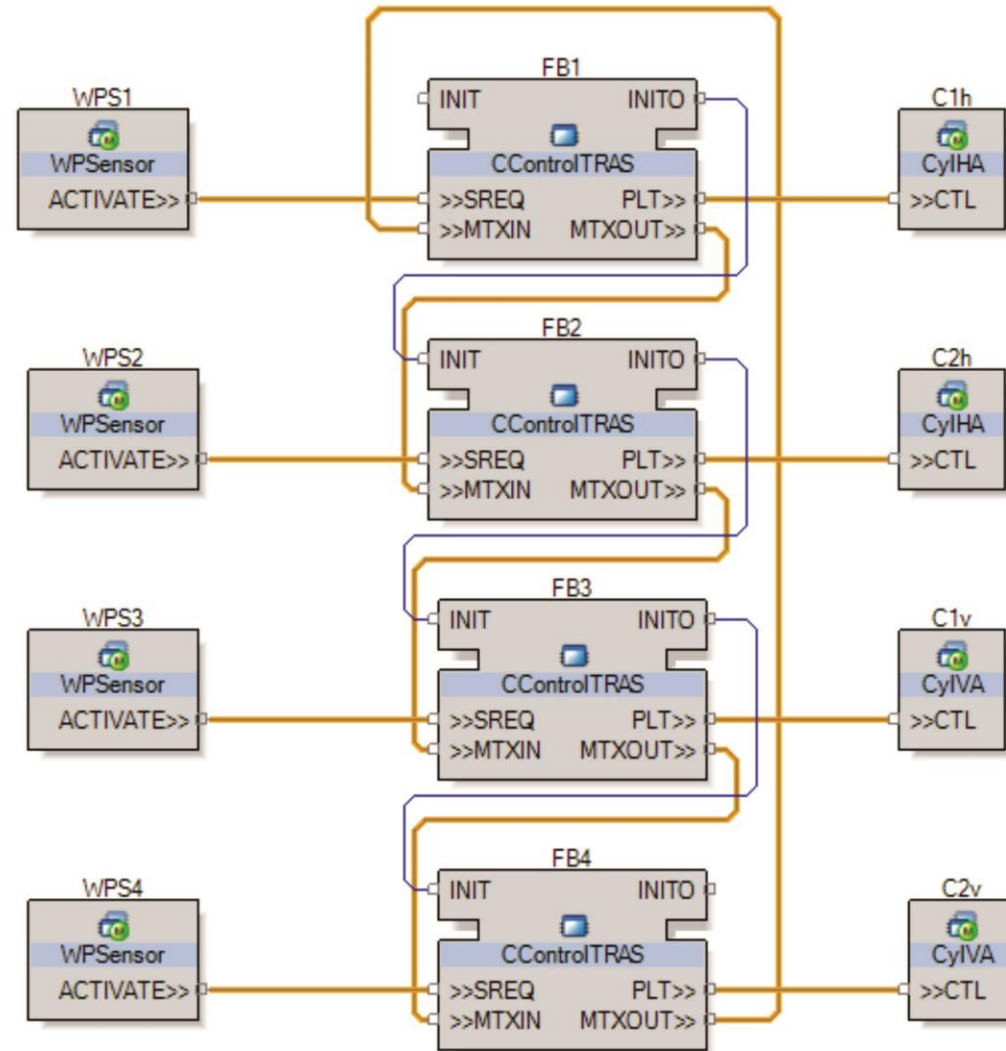 FB1
WPS1
INIT INITO
C1h
WPSensor
CControlTRAS
CylHA
ACTIVATE>>
>>SREQ PLT>>
>>CTL
>>MTXIN MTXOUT>>
FB2
WPS2
INIT INITO
C2h
WPSensor
CControlTRAS
CylHA
ACTIVATE>>
>>SREQ PLT>>
>>CTL
>>MTXIN MTXOUT>>
FB3
WPS3
INIT INITO
C1v
WPSensor
CControlTRAS
CylVA
ACTIVATE>>
>>SREQ PLT>>
>>CTL
>>MTXIN MTXOUT>>
FB4
WPS4
INIT INITO
C2v
WPSensor
CControlTRAS
CylVA
ACTIVATE>>
>>SREQ PLT>>
>>CTL
>>MTXIN MTXOUT>>